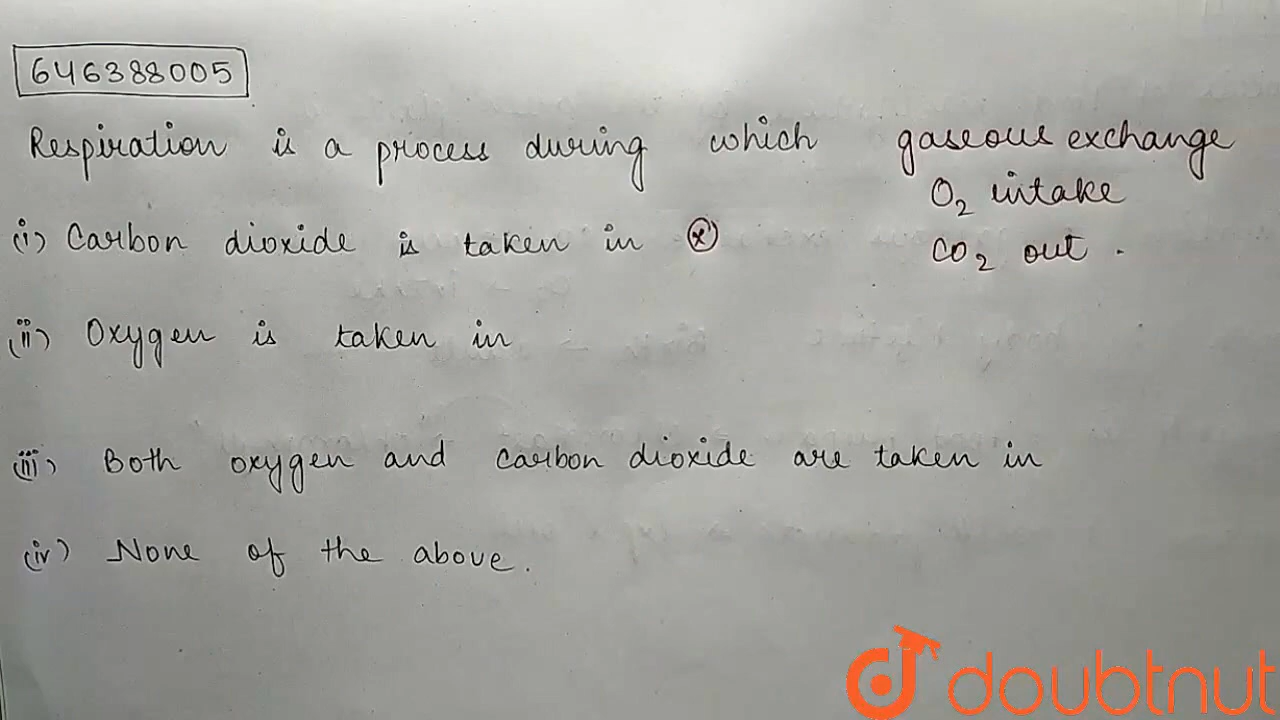 646388005
Respiration is a process during which gaseous exchange
O₂ intake
(i) Carbon dioxide is taken in (x)
CO₂ out.
(ii) Oxygen is taken in
(iii) Both oxygen and carbon dioxide are taken in
(iv) None of the above.
doubtnut